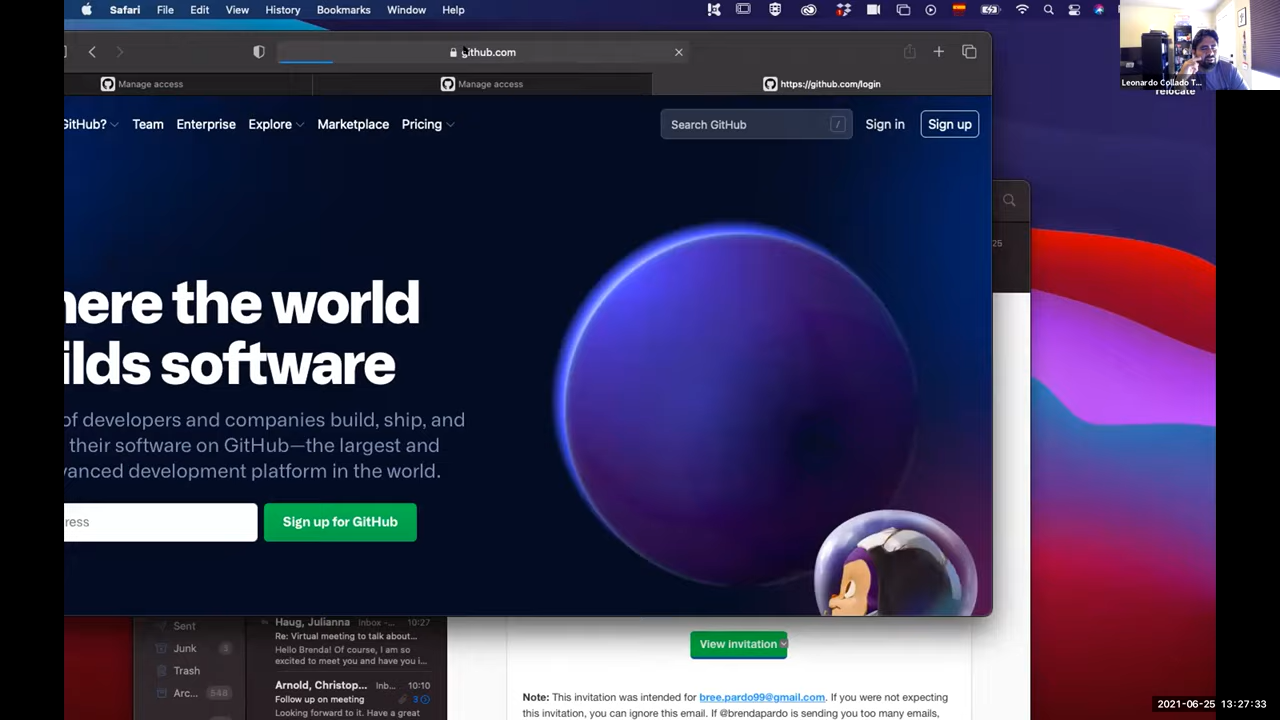 Safari File Edit View History Bookmarks Window Help
github.com
Manage access
Manage access
https://github.com/login
GitHub? Team Enterprise Explore Marketplace Pricing
Search GitHub /
Sign in
Sign up
Leonardo Collado T...
relocate
25
here the world
ilds software
of developers and companies build, ship, and
their software on GitHub—the largest and
vanced development platform in the world.
ress
Sign up for GitHub
Sent
Junk 3
Trash
Arc... 548
Haug, Julianna inbox -... 10:27
Re: Virtual meeting to talk about...
Hello Brenda! Of course, I am so
excited to meet you and have you i...
Arnold, Christop... Inb... 10:10
Follow up on meeting 3
Looking forward to it. Have a great
View invitation
Note: This invitation was intended for bree.pardo99@gmail.com. If you were not expecting
this invitation, you can ignore this email. If @brendapardo is sending you too many emails,
2021-06-25 13:27:33